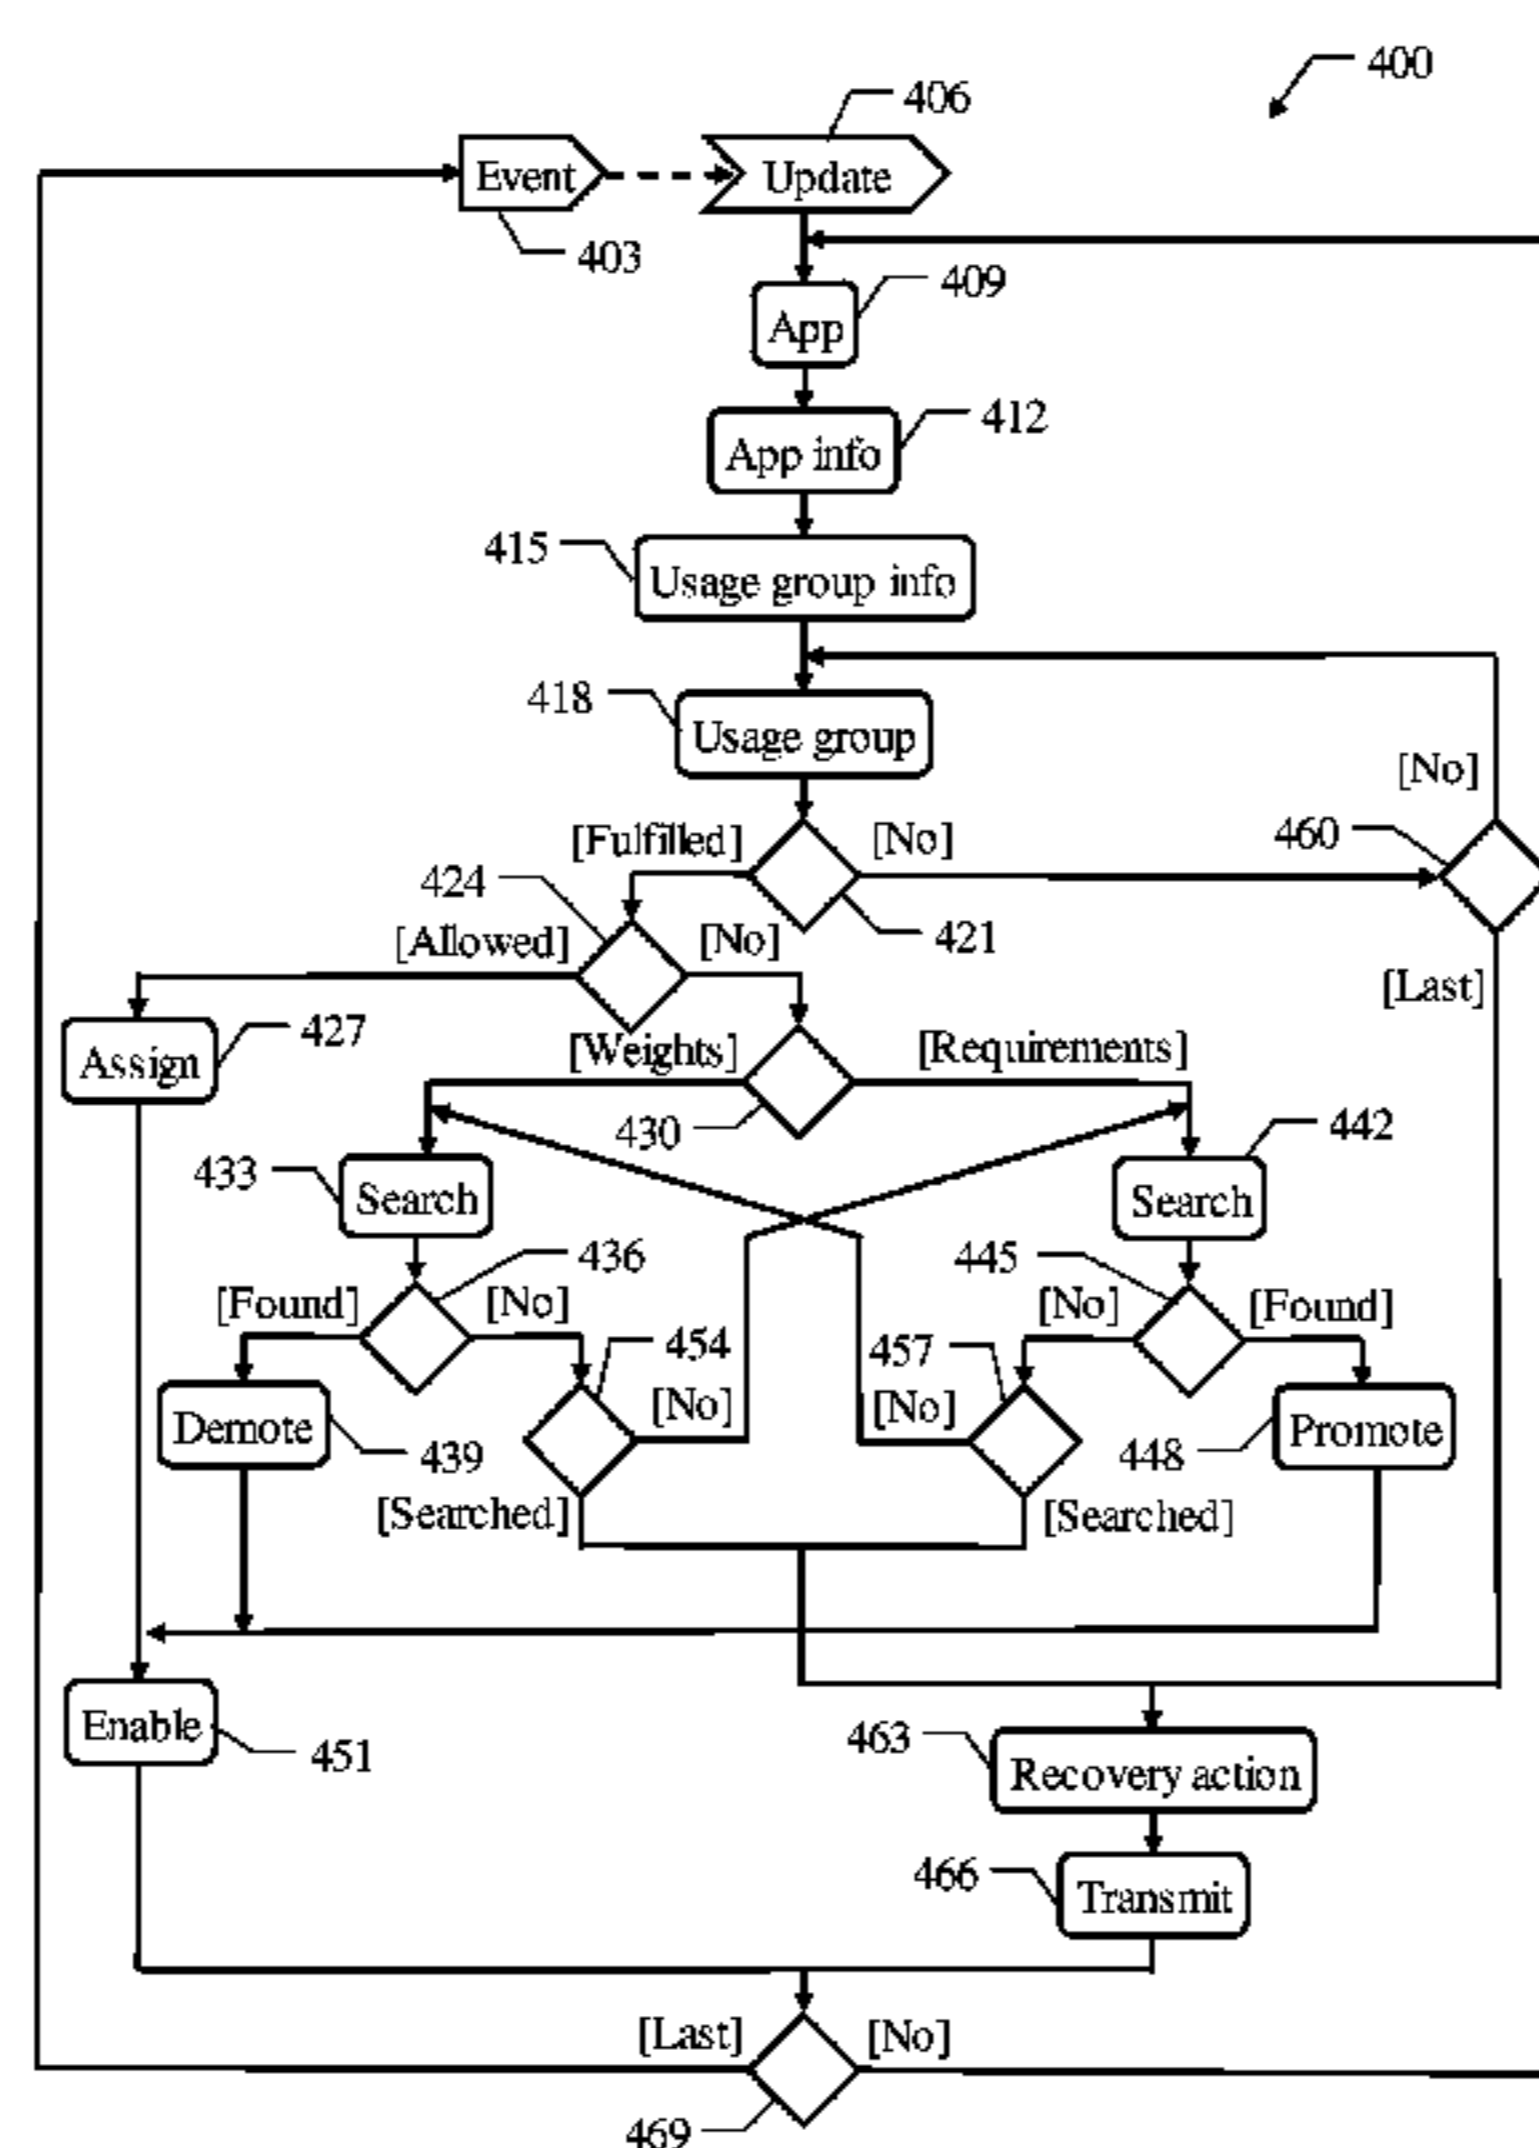 400
406
Event
Update
403
409
App
412
App info
415
Usage group info
418
Usage group
[No]
[Fulfilled]
[No]
460
424
421
[Allowed]
[No]
[Last]
427
Assign
[Weights]
[Requirements]
430
442
433
Search
Search
436
445
[Found]
[No]
[No]
[Found]
454
457
Demote
[No]
[No]
Promote
439
448
[Searched]
[Searched]
Enable
451
463
Recovery action
466
Transmit
[Last]
[No]
469